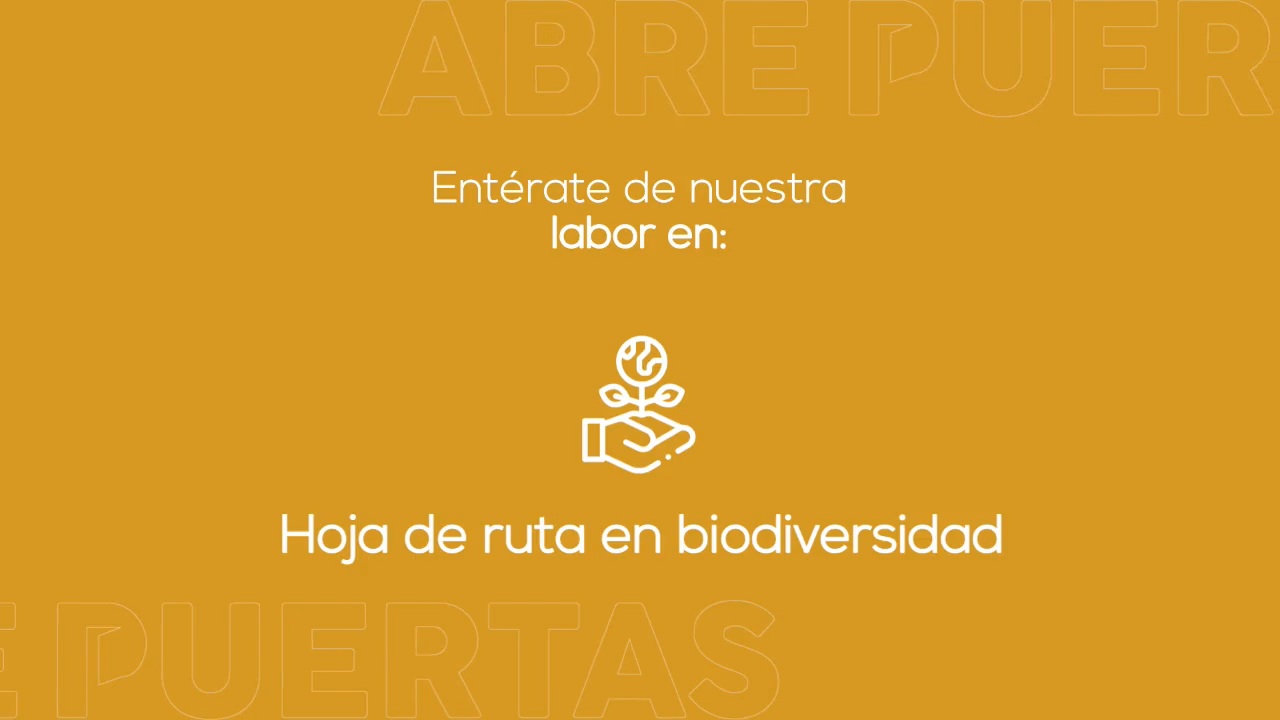 ABRE PUER
Entérate de nuestra
labor en:
Hoja de ruta en biodiversidad
E PUERTAS